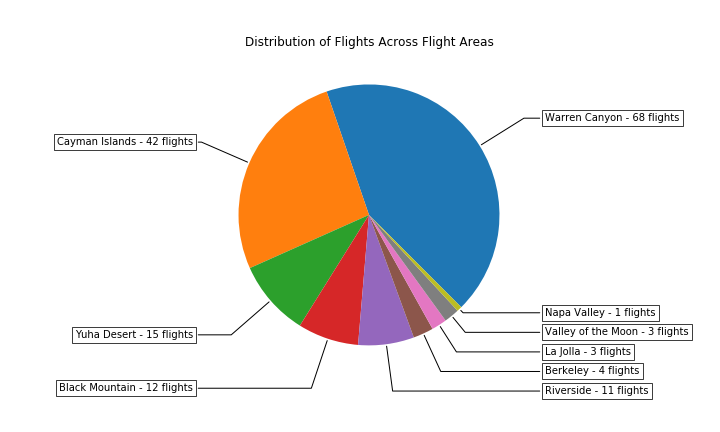 Distribution of Flights Across Flight Areas
Warren Canyon - 68 flights
Cayman Islands - 42 flights
Yuha Desert - 15 flights
Black Mountain - 12 flights
Napa Valley - 1 flights
Valley of the Moon - 3 flights
La Jolla - 3 flights
Berkeley - 4 flights
Riverside - 11 flights